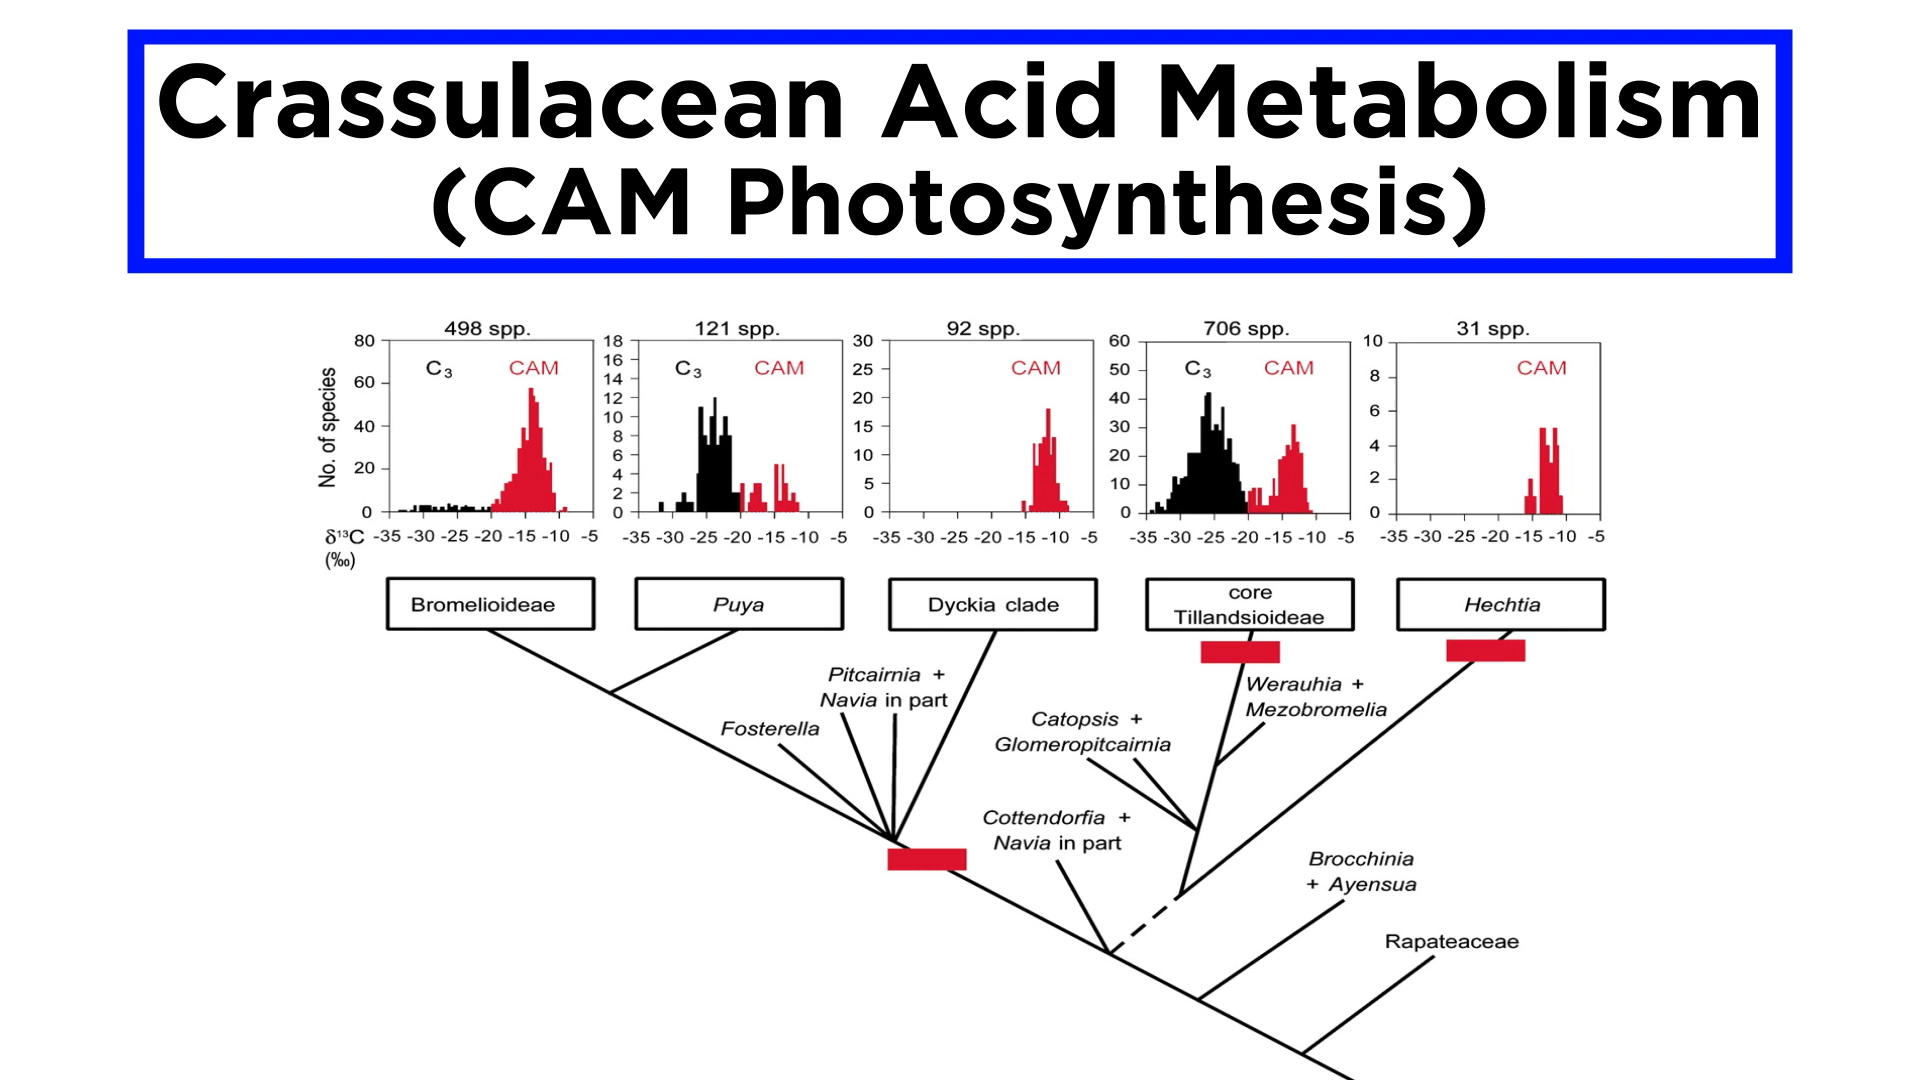 Crassulacean Acid Metabolism
(CAM Photosynthesis)
498 spp.
121 spp.
92 spp.
706 spp.
31 spp.
No. of species
80
60
40
20
0
C₃
CAM
18
16
14
12
10
8
6
4
2
0
C₃
CAM
30
25
20
15
10
5
0
CAM
60
50
40
30
20
10
0
C₃
CAM
10
8
6
4
2
0
CAM
δ¹³C
(‰)
-35 -30 -25 -20 -15 -10 -5
-35 -30 -25 -20 -15 -10 -5
-35 -30 -25 -20 -15 -10 -5
-35 -30 -25 -20 -15 -10 -5
-35 -30 -25 -20 -15 -10 -5
Bromelioideae
Puya
Dyckia clade
core
Tillandsioideae
Hechtia
Pitcairnia +
Navia in part
Fosterella
Werauhia +
Mezobromelia
Catopsis +
Glomeropitcairnia
Cottendorfia +
Navia in part
Brocchinia
+ Ayensua
Rapateaceae